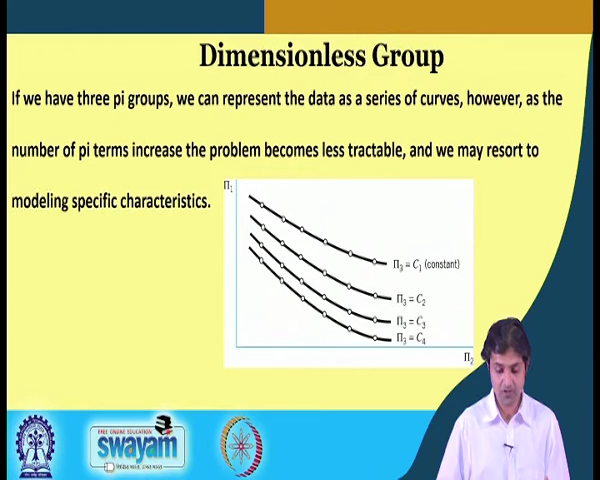 Dimensionless Group
If we have three pi groups, we can represent the data as a series of curves, however, as the
number of pi terms increase the problem becomes less tractable, and we may resort to
modeling specific characteristics.
Π₁
Π₃ = C₁ (constant)
Π₃ = C₂
Π₃ = C₃
Π₃ = C₄
Π₂
FREE ONLINE EDUCATION
swayam